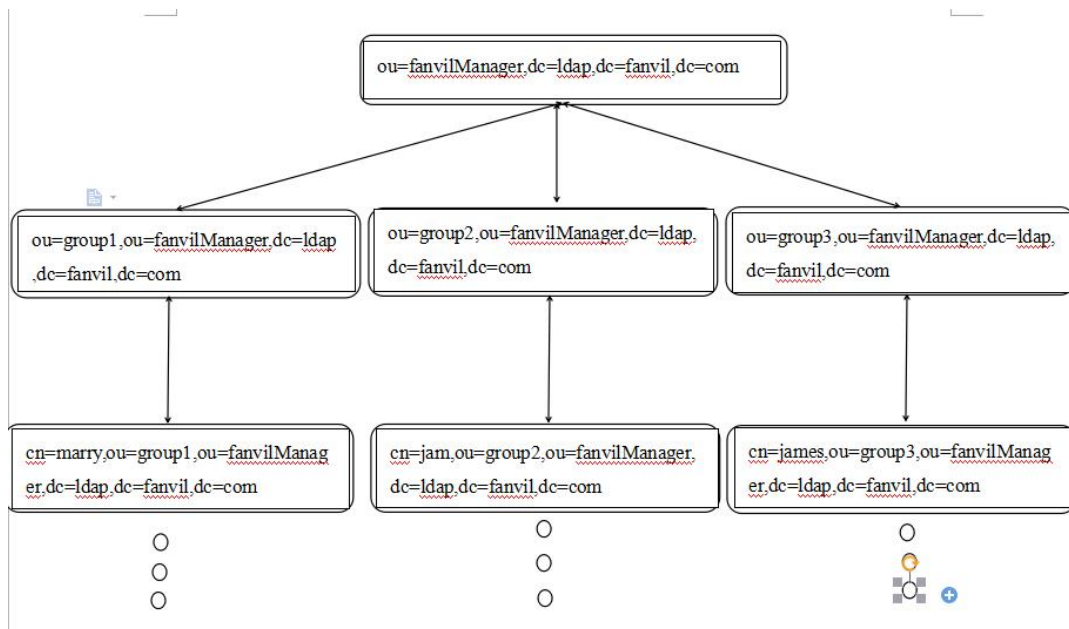 ou=fanvilManager,dc=ldap,dc=fanvil,dc=com
ou=group1,ou=fanvilManager,dc=ldap
,dc=fanvil,dc=com
ou=group2,ou=fanvilManager,dc=ldap,
dc=fanvil,dc=com
ou=group3,ou=fanvilManager,dc=ldap,
dc=fanvil,dc=com
cn=marry,ou=group1,ou=fanvilManag
er,dc=ldap,dc=fanvil,dc=com
cn=jam,ou=group2,ou=fanvilManager,
dc=ldap,dc=fanvil,dc=com
cn=james,ou=group3,ou=fanvilManag
er,dc=ldap,dc=fanvil,dc=com